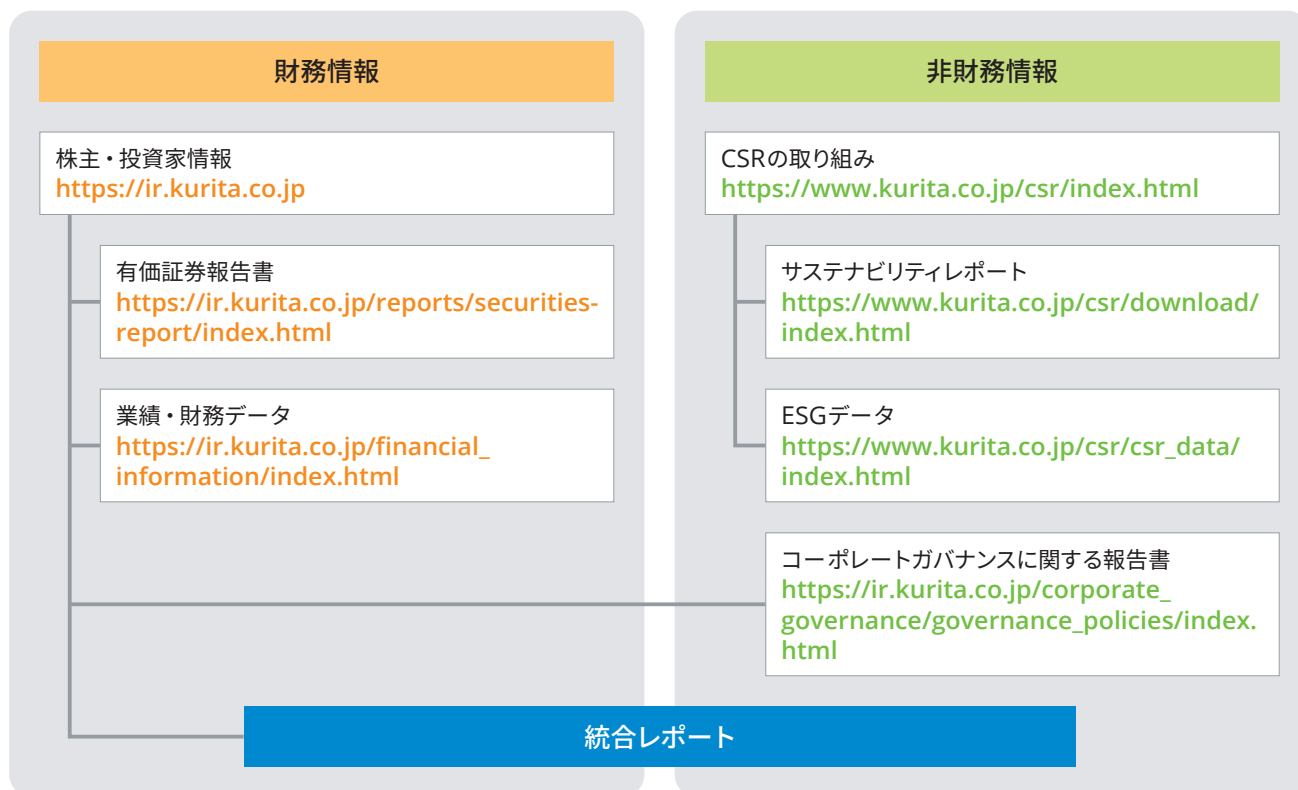 財務情報
株主・投資家情報
https://ir.kurita.co.jp
有価証券報告書
https://ir.kurita.co.jp/reports/securities-
report/index.html
業績・財務データ
https://ir.kurita.co.jp/financial_
information/index.html
非財務情報
CSRの取り組み
https://www.kurita.co.jp/csr/index.html
サステナビリティレポート
https://www.kurita.co.jp/csr/download/
index.html
ESGデータ
https://www.kurita.co.jp/csr/csr_data/
index.html
コーポレートガバナンスに関する報告書
https://ir.kurita.co.jp/corporate_
governance/governance_policies/index.
html
統合レポート